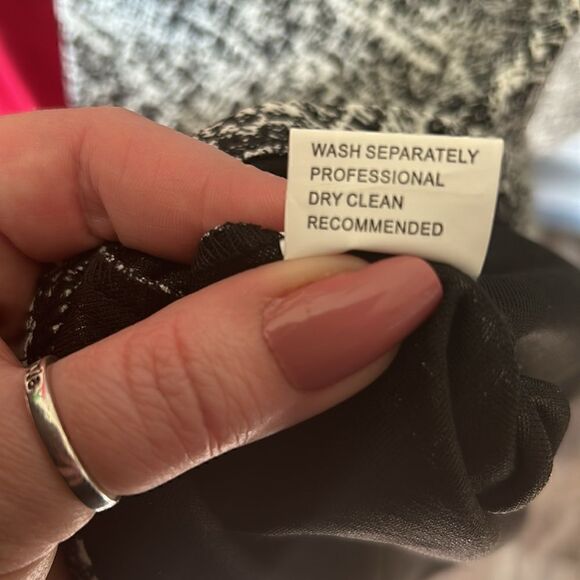 WASH SEPARATELY
PROFESSIONAL
DRY CLEAN
RECOMMENDED